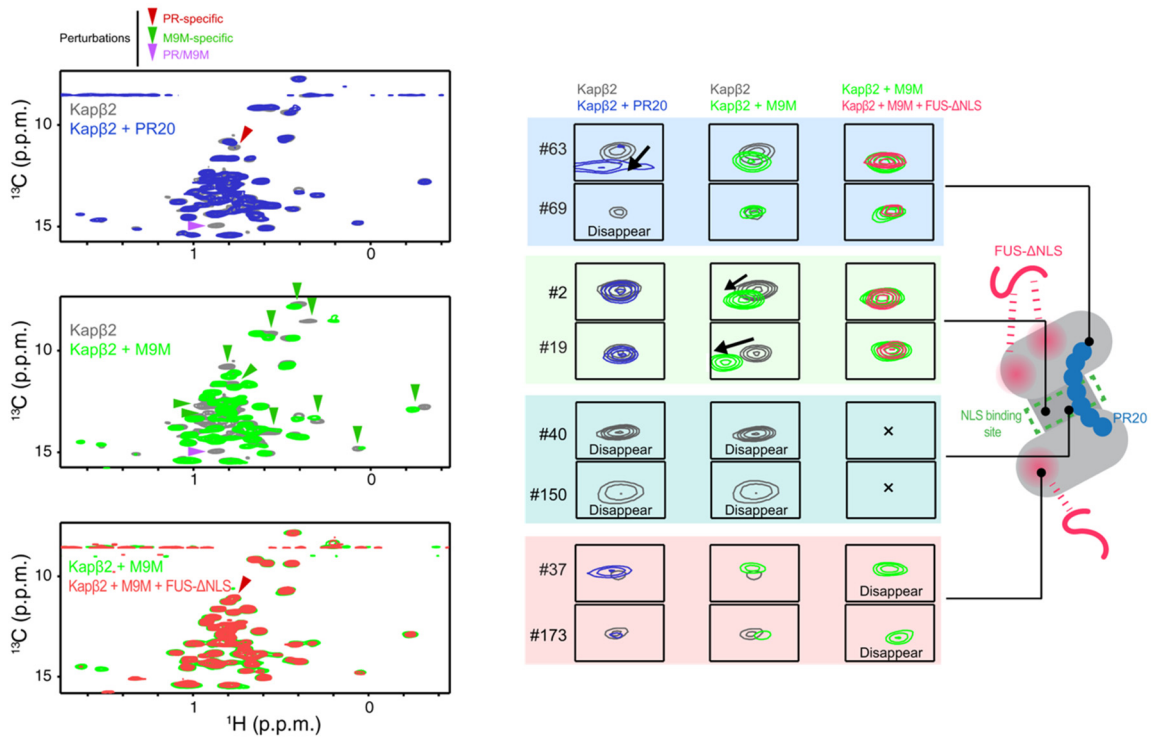 Perturbations
PR-specific
M9M-specific
PR/M9M
Kapβ2
Kapβ2 + PR20
10
15
1
0
¹³C (p.p.m.)
Kapβ2
Kapβ2 + M9M
10
15
1
0
¹³C (p.p.m.)
Kapβ2 + M9M
Kapβ2 + M9M + FUS-ΔNLS
10
15
1
0
¹³C (p.p.m.)
¹H (p.p.m.)
Kapβ2
Kapβ2 + PR20
Kapβ2
Kapβ2 + M9M
Kapβ2 + M9M
Kapβ2 + M9M + FUS-ΔNLS
#63
#69
Disappear
#2
#19
#40
Disappear
Disappear
×
#150
Disappear
Disappear
×
#37
Disappear
#173
Disappear
FUS-ΔNLS
NLS binding
site
PR20